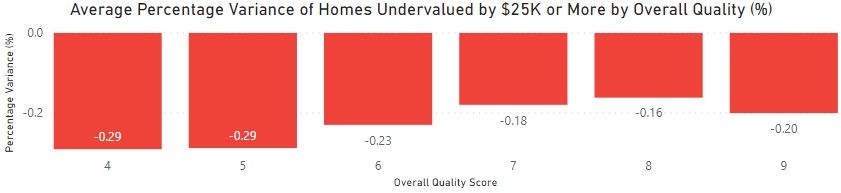 Average Percentage Variance of Homes Undervalued by $25K or More by Overall Quality (%)
Percentage Variance (%)
0.0
-0.2
-0.29
-0.29
-0.23
-0.18
-0.16
-0.20
4 5 6 7 8 9
Overall Quality Score